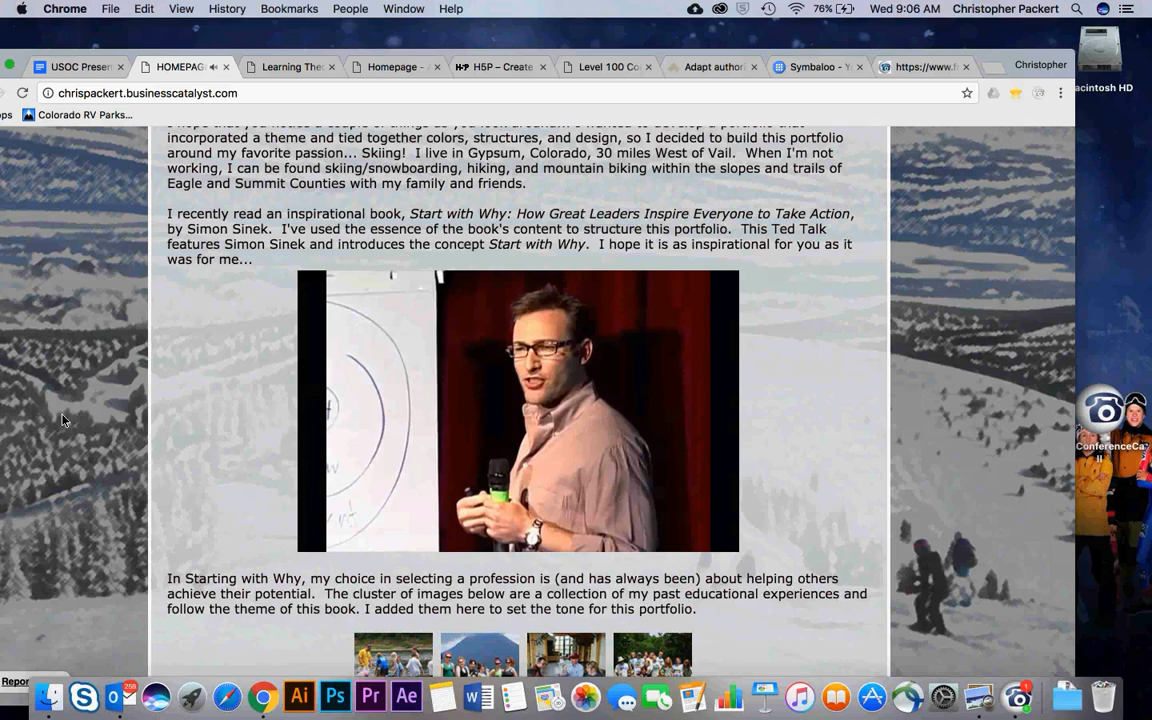 Chrome File Edit View History Bookmarks People Window Help 76% Wed 9:06 AM Christopher Packert
USOC Presen HOMEPAG Learning The Homepage - H-P H5P – Create Level 100 Co Adapt author Symbaloo - Y https://www.f Christopher
chrispackert.businesscatalyst.com
acintosh HD
ops Colorado RV Parks...
incorporated a theme and tied together colors, structures, and design, so I decided to build this portfolio
around my favorite passion... Skiing! I live in Gypsum, Colorado, 30 miles West of Vail. When I'm not
working, I can be found skiing/snowboarding, hiking, and mountain biking within the slopes and trails of
Eagle and Summit Counties with my family and friends.
I recently read an inspirational book, Start with Why: How Great Leaders Inspire Everyone to Take Action,
by Simon Sinek. I've used the essence of the book's content to structure this portfolio. This Ted Talk
features Simon Sinek and introduces the concept Start with Why. I hope it is as inspirational for you as it
was for me...
ConferenceCa
ll
In Starting with Why, my choice in selecting a profession is (and has always been) about helping others
achieve their potential. The cluster of images below are a collection of my past educational experiences and
follow the theme of this book. I added them here to set the tone for this portfolio.
Repor
258 Ai Ps Pr Ae 1